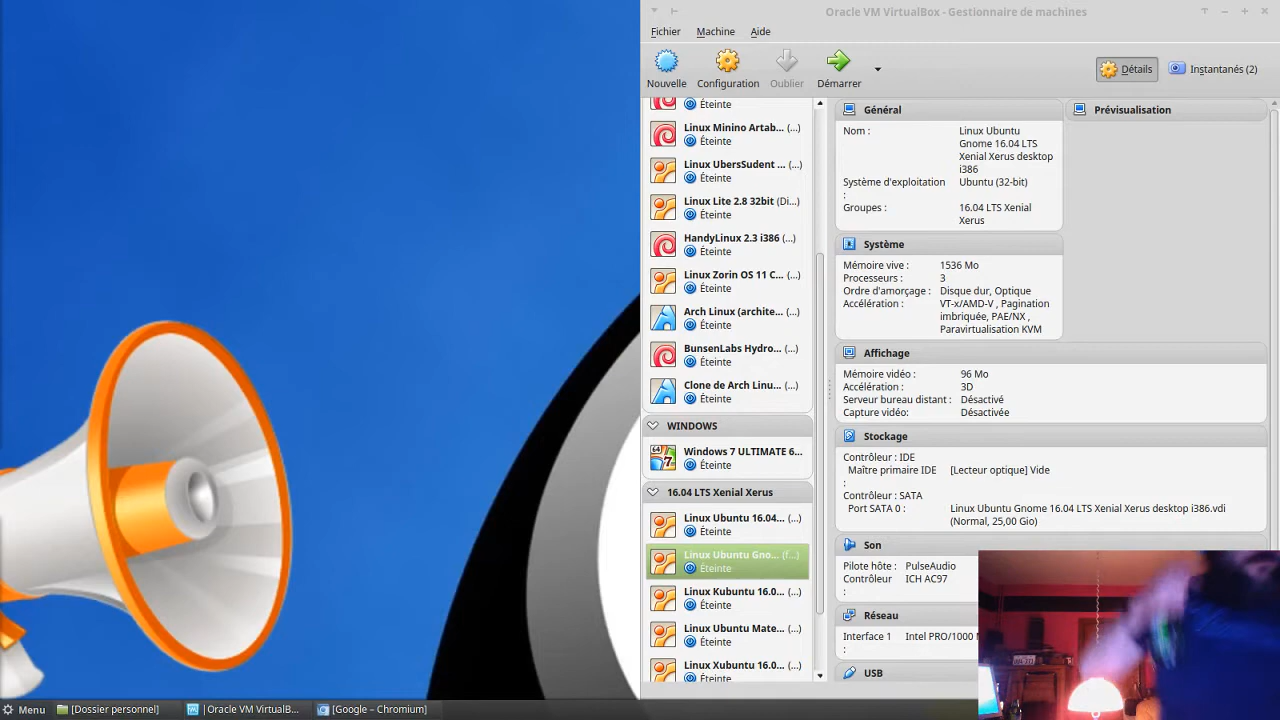 Oracle VM VirtualBox - Gestionnaire de machines
Fichier Machine Aide
Nouvelle Configuration Oublier Démarrer Détails Instantanés (2)
Éteinte
Linux Minino Artab... (...)
Éteinte
Linux UbersSudent ... (...)
Éteinte
Linux Lite 2.8 32bit (Di...)
Éteinte
HandyLinux 2.3 i386 (...)
Éteinte
Linux Zorin OS 11 C... (...)
Éteinte
Arch Linux (archite... (...)
Éteinte
BunsenLabs Hydro... (...)
Éteinte
Clone de Arch Linu... (...)
Éteinte
WINDOWS
64
7
Windows 7 ULTIMATE 6...
Éteinte
16.04 LTS Xenial Xerus
Linux Ubuntu 16.04... (...)
Éteinte
Linux Ubuntu Gno... (f...)
Éteinte
Linux Kubuntu 16.0... (...)
Éteinte
Linux Ubuntu Mate... (...)
Éteinte
Linux Xubuntu 16.0... (...)
Éteinte
Général
Nom : Linux Ubuntu
Gnome 16.04 LTS
Xenial Xerus desktop
i386
Système d'exploitation Ubuntu (32-bit)
:
Groupes : 16.04 LTS Xenial
Xerus
Prévisualisation
Système
Mémoire vive : 1536 Mo
Processeurs : 3
Ordre d'amorçage : Disque dur, Optique
Accélération : VT-x/AMD-V , Pagination
imbriquée, PAE/NX ,
Paravirtualisation KVM
Affichage
Mémoire vidéo : 96 Mo
Accélération : 3D
Serveur bureau distant : Désactivé
Capture vidéo: Désactivée
Stockage
Contrôleur : IDE
Maître primaire IDE [Lecteur optique] Vide
:
Contrôleur : SATA
Port SATA 0 : Linux Ubuntu Gnome 16.04 LTS Xenial Xerus desktop i386.vdi
(Normal, 25,00 Gio)
Son
Pilote hôte : PulseAudio
Contrôleur ICH AC97
:
Réseau
Interface 1 Intel PRO/1000
:
USB
Menu [Dossier personnel] Oracle VM VirtualB... [Google – Chromium]